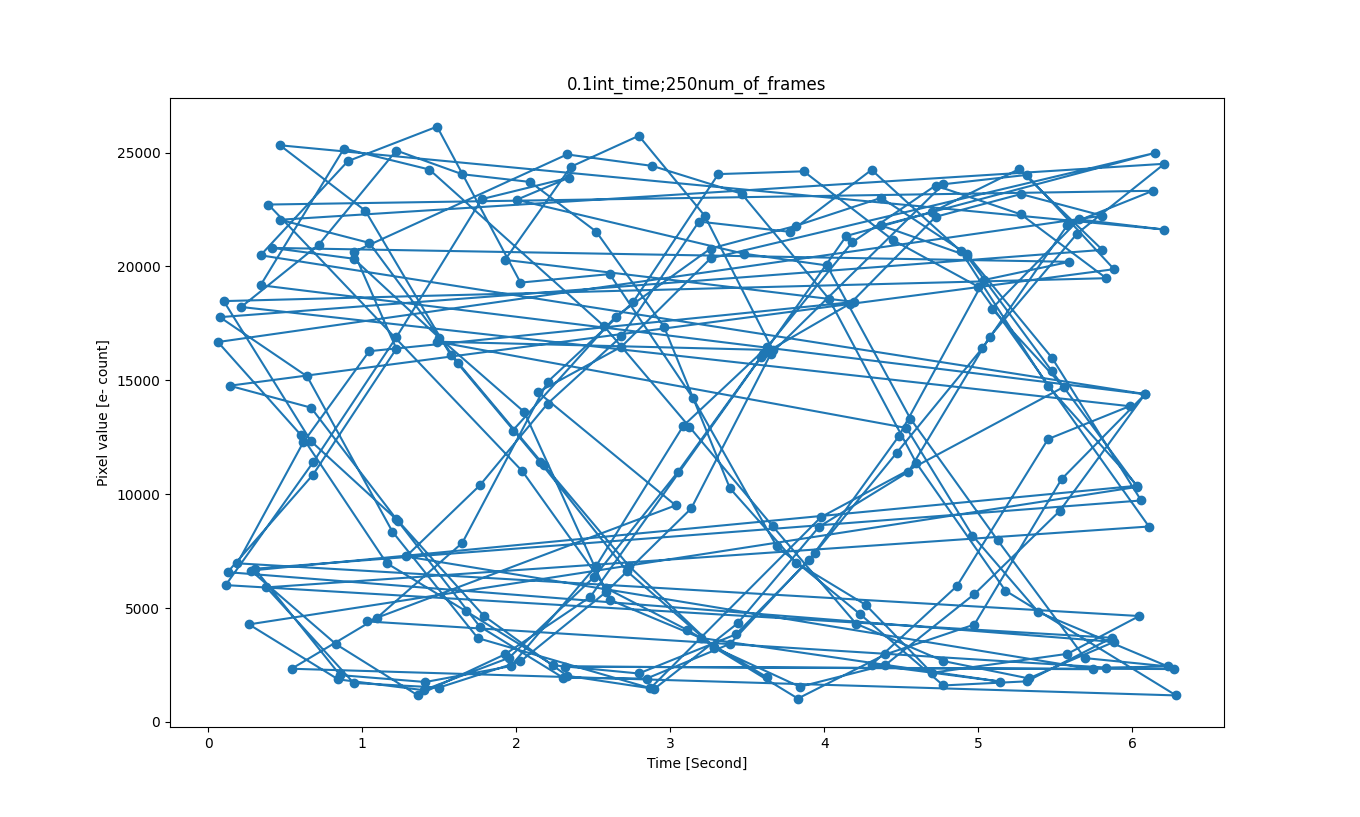 0.1int_time;250num_of_frames
Pixel value [e- count]
25000
20000
15000
10000
5000
0
0 1 2 3 4 5 6
Time [Second]